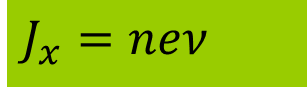 Jₓ = nev